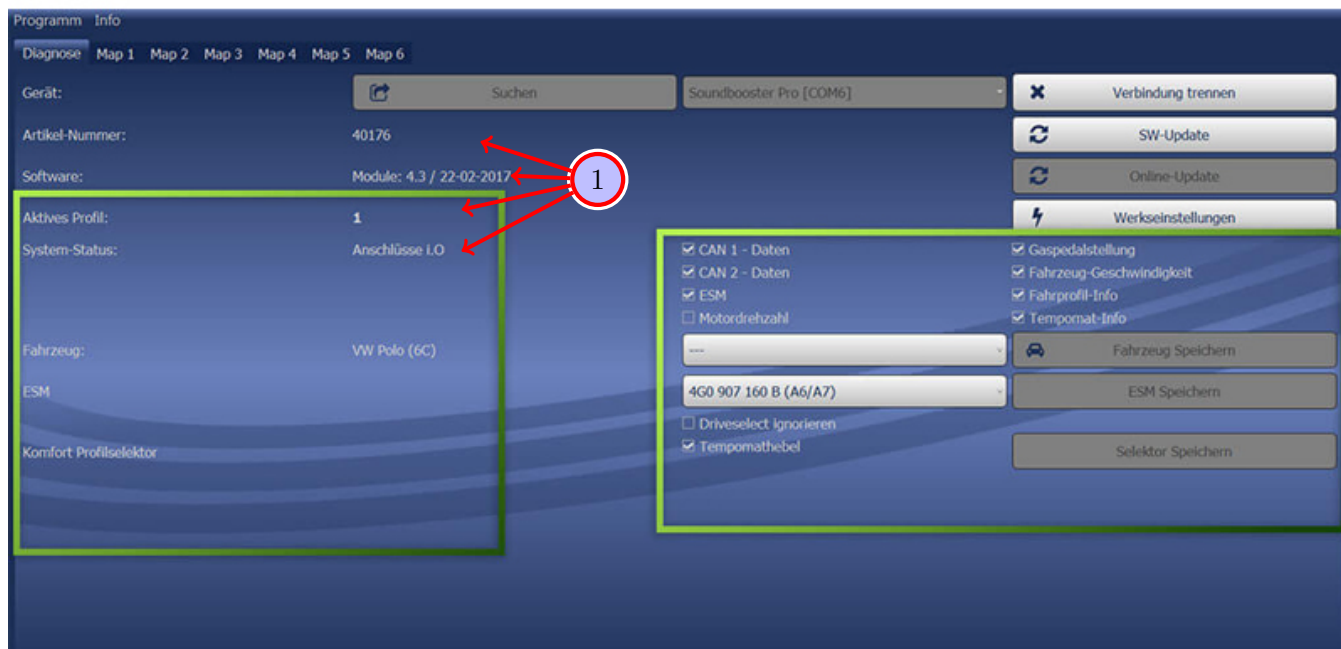 Programm Info
Diagnose Map 1 Map 2 Map 3 Map 4 Map 5 Map 6
Gerät: Suchen Soundbooster Pro [COM6] Verbindung trennen
Artikel-Nummer: 40176 SW-Update
Software: Module: 4.3 / 22-02-2017 1 Online-Update
Aktives Profil: 1 Werkseinstellungen
System-Status: Anschlüsse i.O CAN 1 - Daten Gaspedalstellung
CAN 2 - Daten Fahrzeug-Geschwindigkeit
ESM Fahrprofil-Info
Motordrehzahl Tempomat-Info
Fahrzeug: VW Polo (6C) --- Fahrzeug Speichern
ESM 4G0 907 160 B (A6/A7) ESM Speichern
Driveselect ignorieren
Komfort Profilselektor Tempomathebel Selektor Speichern